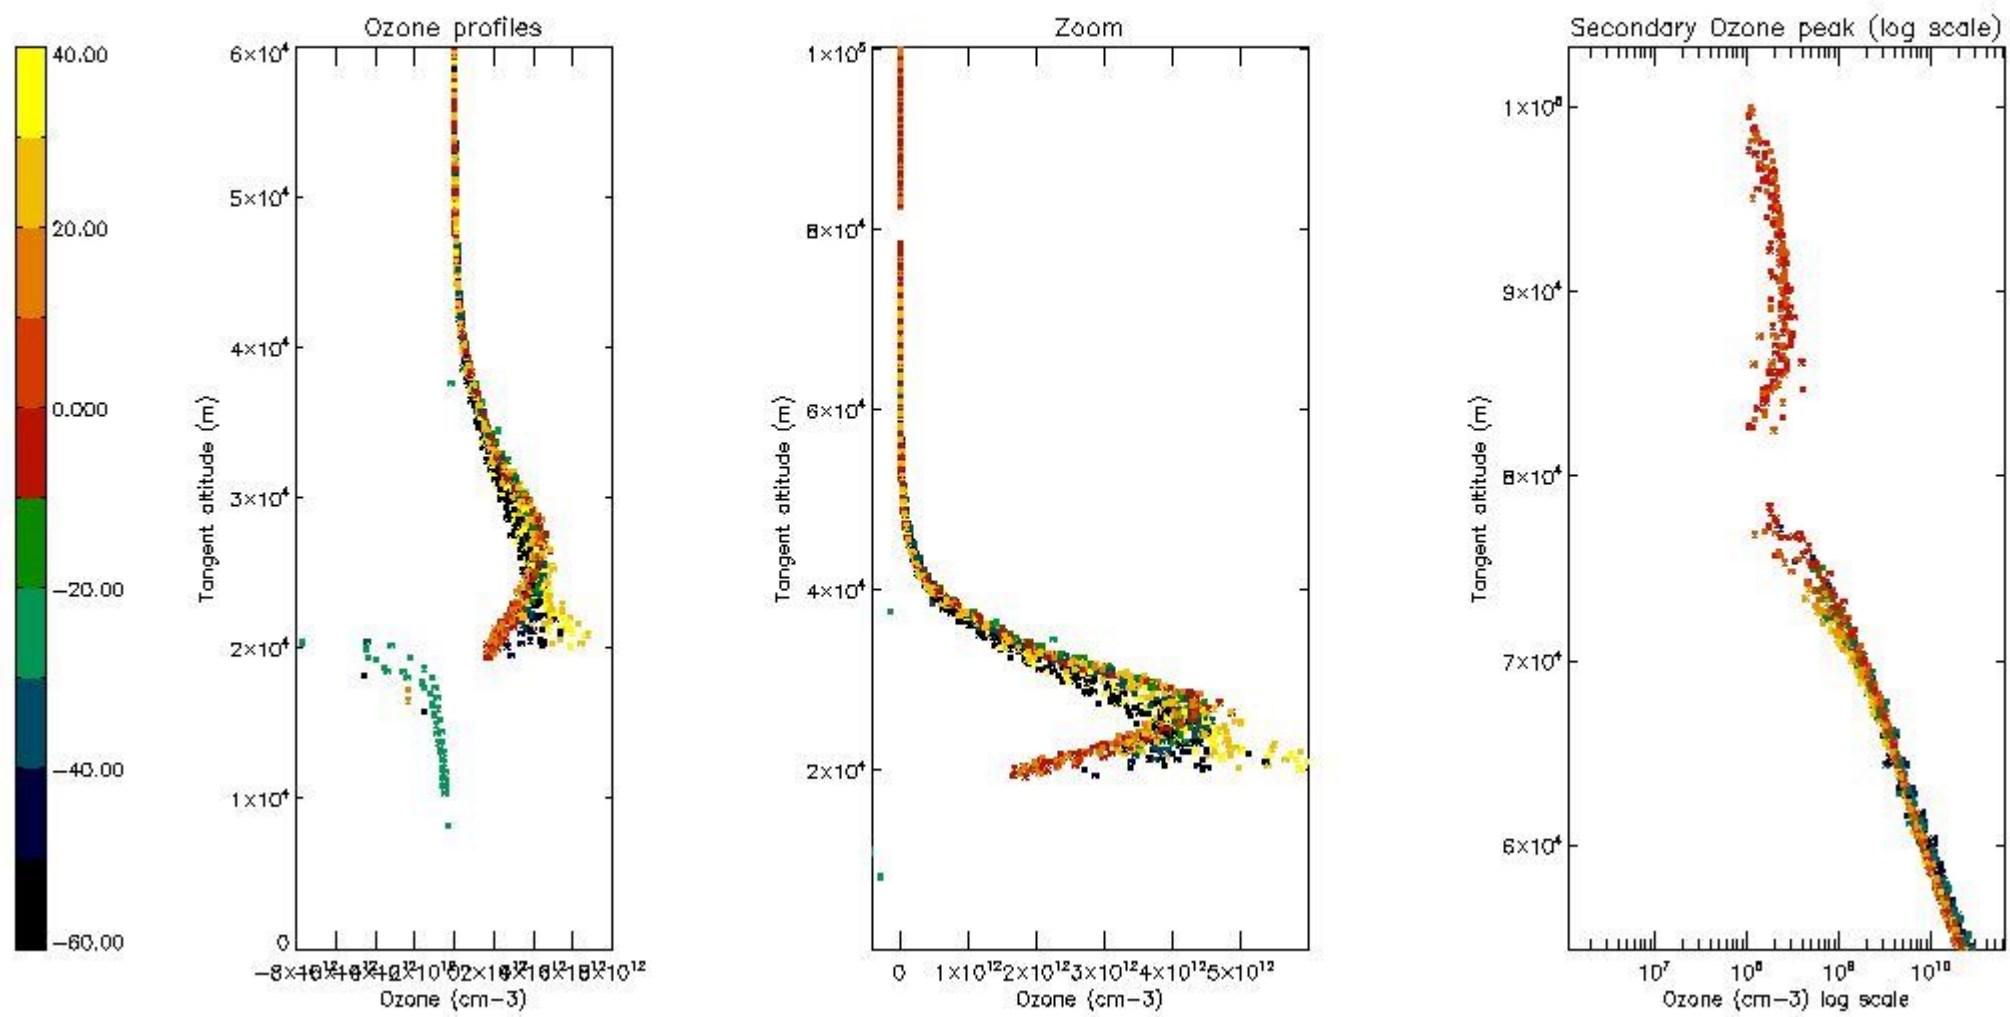 Ozone profiles
Zoom
Secondary Ozone peak (log scale)
40.00
20.00
0.000
−20.00
−40.00
−60.00
6×10⁴
5×10⁴
4×10⁴
3×10⁴
2×10⁴
1×10⁴
0
Tangent altitude (m)
Ozone (cm−3)
1×10⁵
8×10⁴
6×10⁴
4×10⁴
2×10⁴
Tangent altitude (m)
0 1×10¹² 2×10¹² 3×10¹² 4×10¹² 5×10¹²
Ozone (cm−3)
1×10⁵
9×10⁴
8×10⁴
7×10⁴
6×10⁴
Tangent altitude (m)
10⁷ 10⁸ 10⁹ 10¹⁰
Ozone (cm−3) log scale